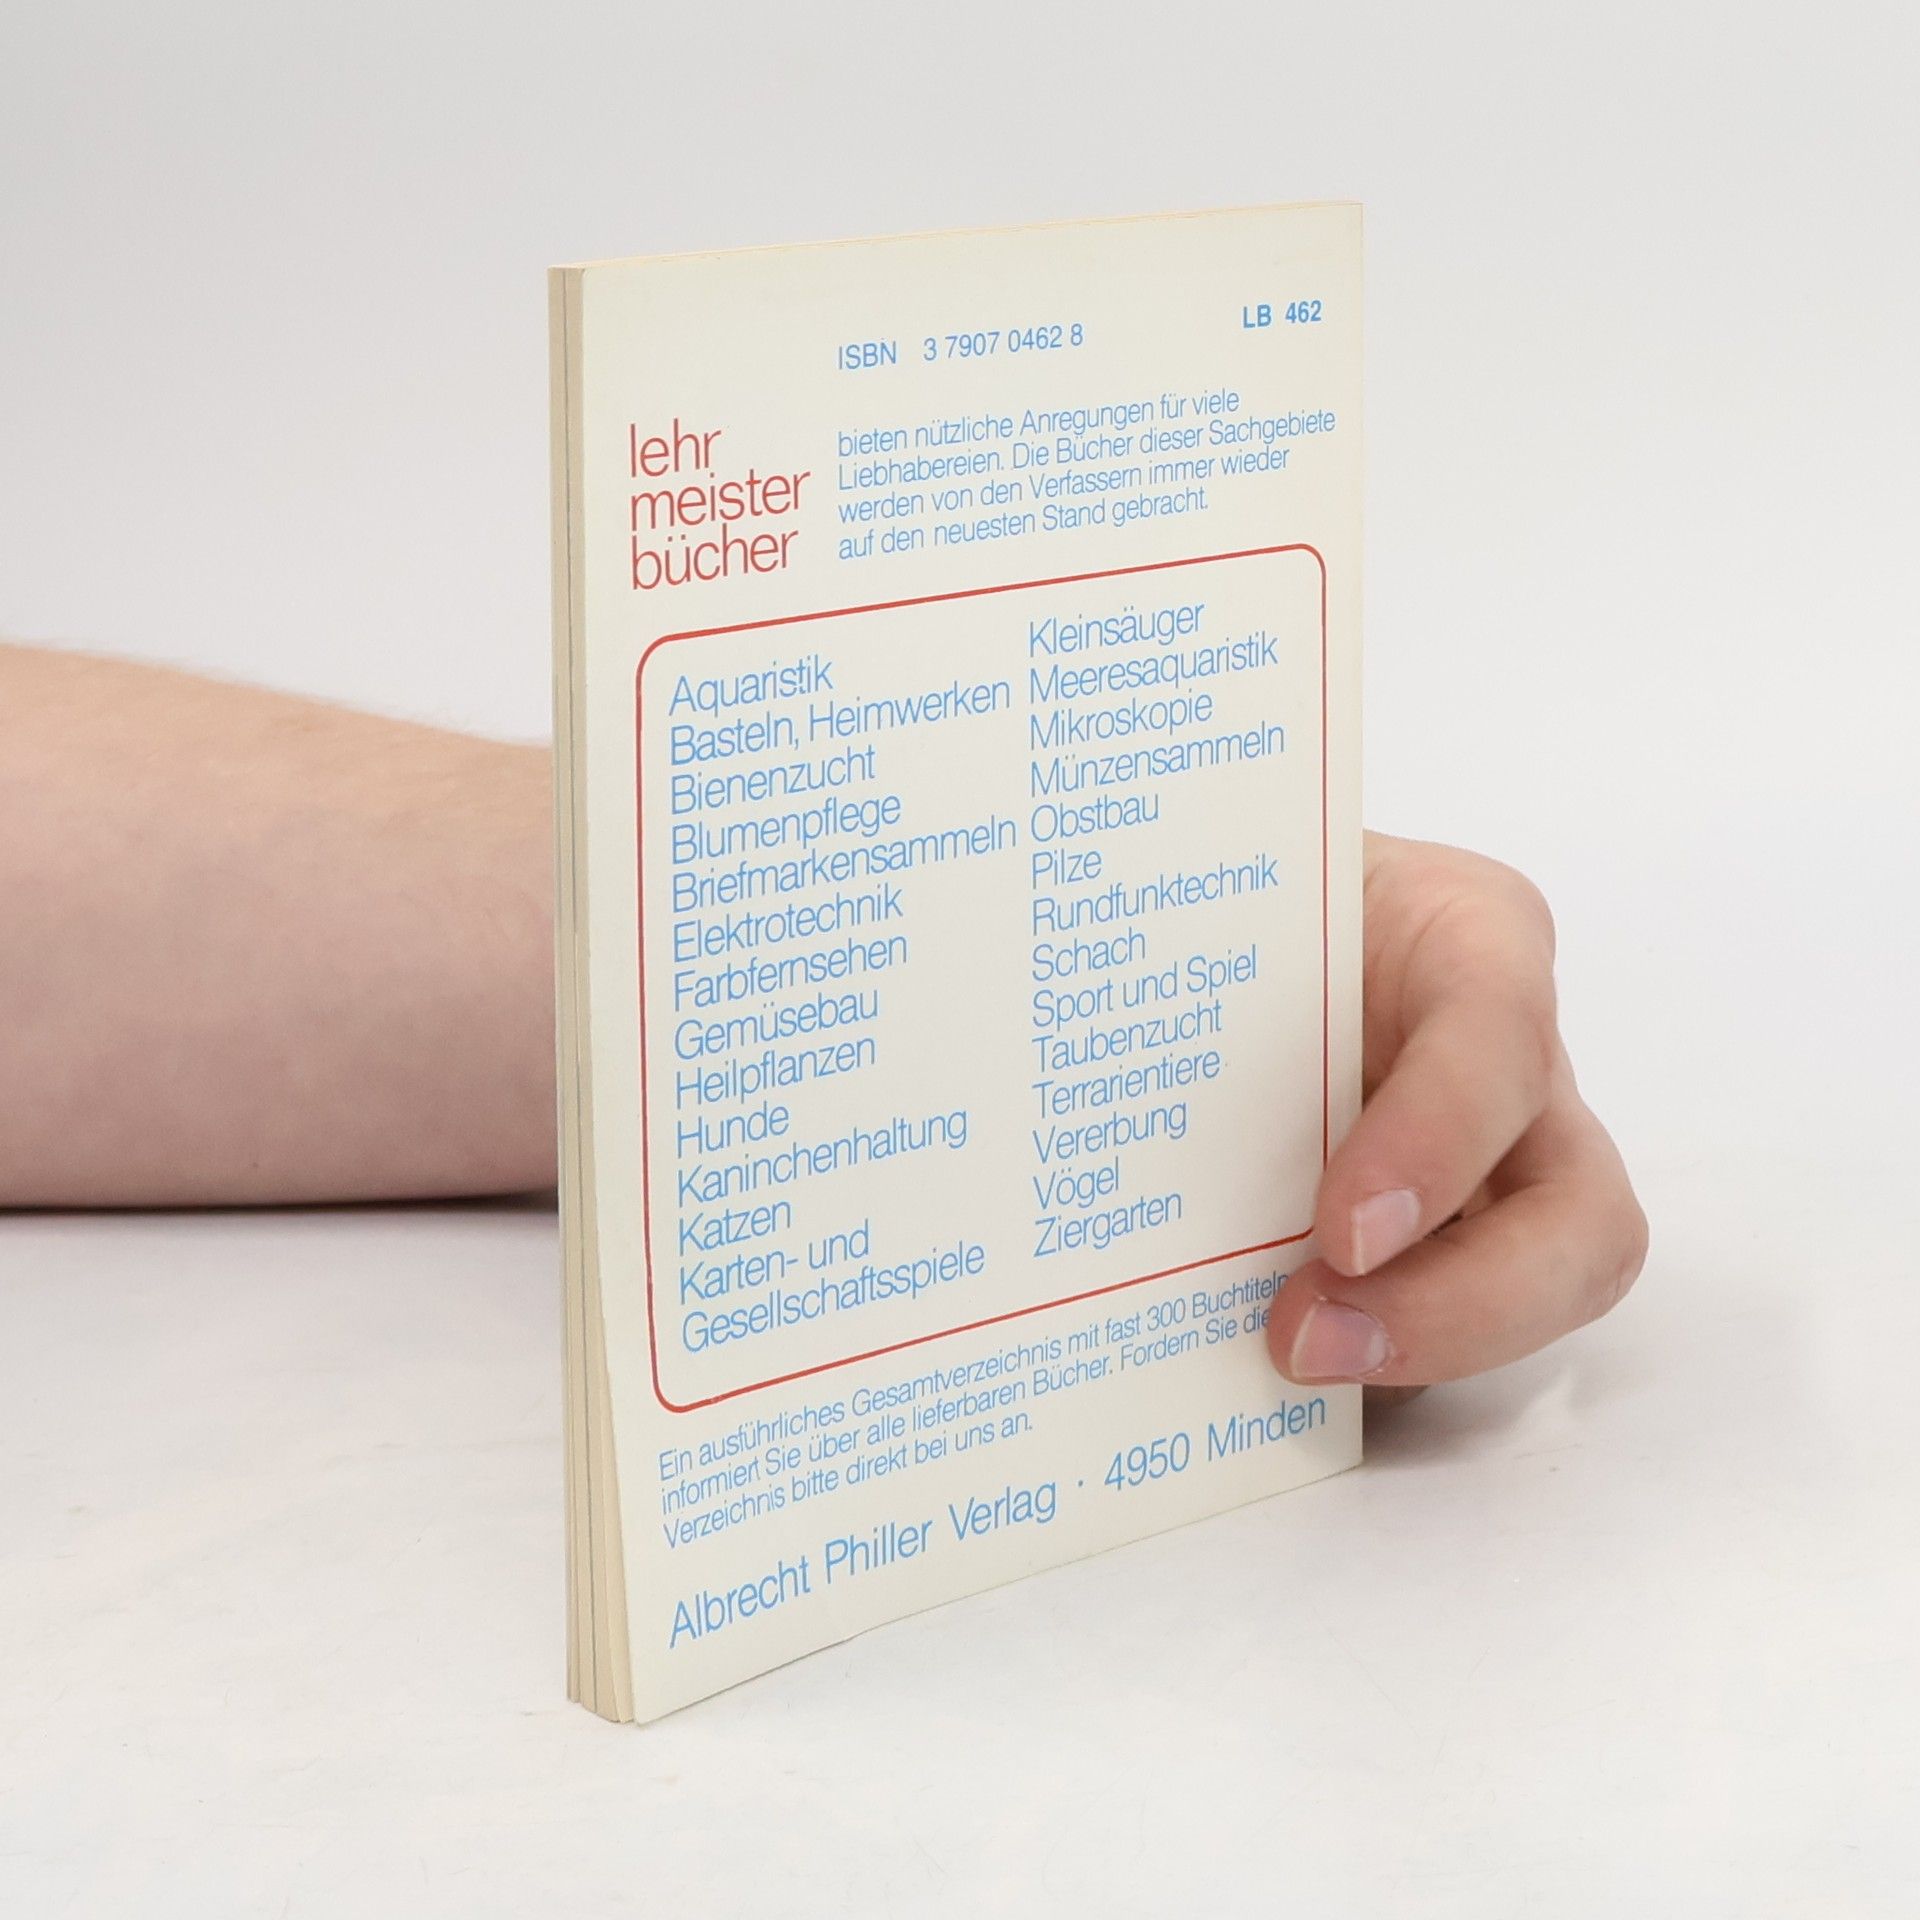 LB 462
ISBN 3 7907 0462 8
lehr
meister
bücher
bieten nützliche Anregungen für viele
Liebhabereien. Die Bücher dieser Sachgebiete
werden von den Verfassern immer wieder
auf den neuesten Stand gebracht.
Aquaristik
Basteln, Heimwerken
Bienenzucht
Blumenpflege
Briefmarkensammeln
Elektrotechnik
Farbfernsehen
Gemüsebau
Heilpflanzen
Hunde
Kaninchenhaltung
Katzen
Karten- und
Gesellschaftsspiele
Kleinsäuger
Meeresaquaristik
Mikroskopie
Münzensammeln
Obstbau
Pilze
Rundfunktechnik
Schach
Sport und Spiel
Taubenzucht
Terrarientiere
Vererbung
Vögel
Ziergarten
Ein ausführliches Gesamtverzeichnis mit fast 300 Buchtiteln
informiert Sie über alle lieferbaren Bücher. Fordern Sie
Verzeichnis bitte direkt bei uns an.
Albrecht Philler Verlag · 4950 Minden